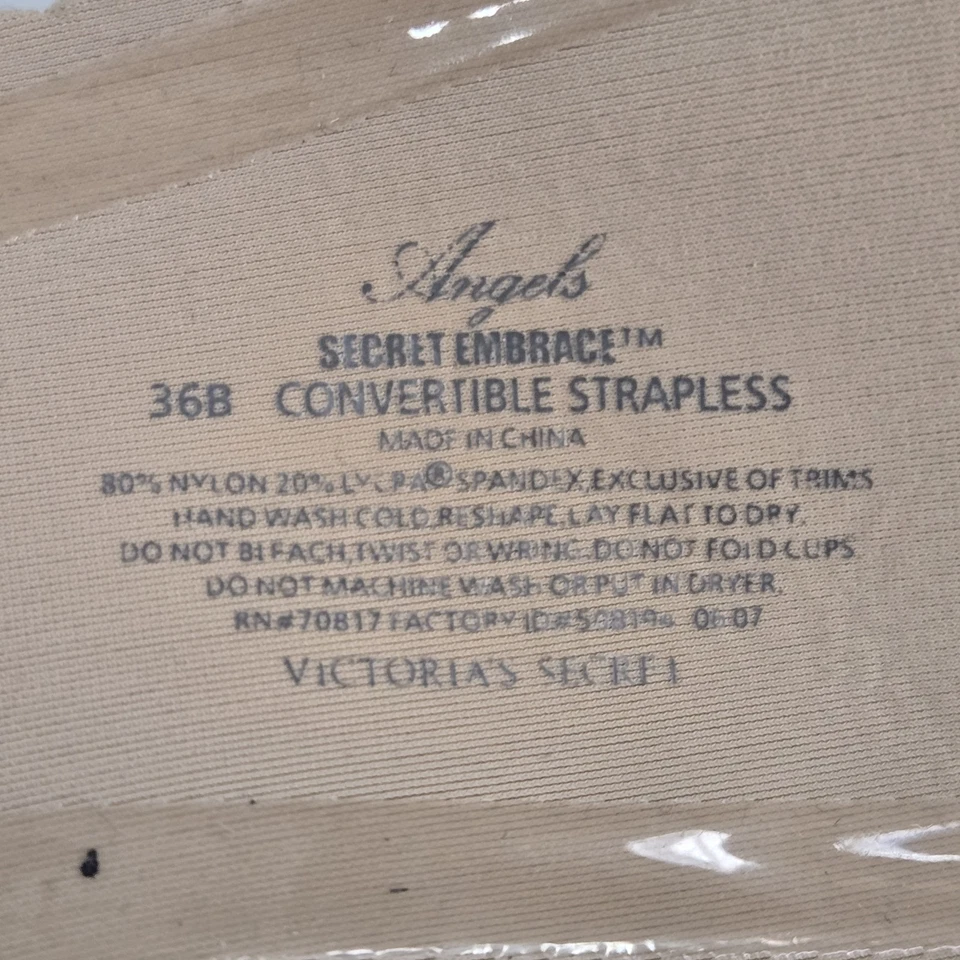 Angels
SECRET EMBRACE™
36B CONVERTIBLE STRAPLESS
MADE IN CHINA
80% NYLON 20% LYCRA® SPANDEX, EXCLUSIVE OF TRIMS
HAND WASH COLD, RESHAPE, LAY FLAT TO DRY.
DO NOT BLEACH, TWIST OR WRING. DO NOT FOLD CUPS
DO NOT MACHINE WASH OR PUT IN DRYER.
RN#70817 FACTORY ID#
VICTORIA'S SECRET